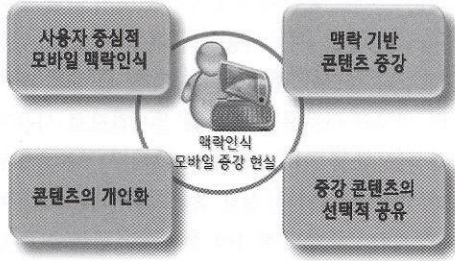 사용자 중심적
모바일 맥락인식
맥락 기반
콘텐츠 증강
맥락인식
모바일 증강 현실
콘텐츠의 개인화
증강 콘텐츠의
선택적 공유